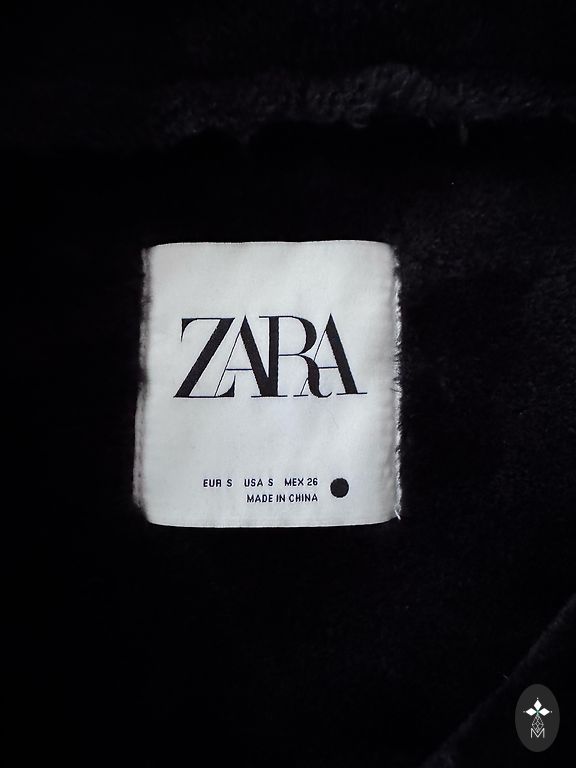 ZARA
EUR S USA S MEX 26
MADE IN CHINA
M